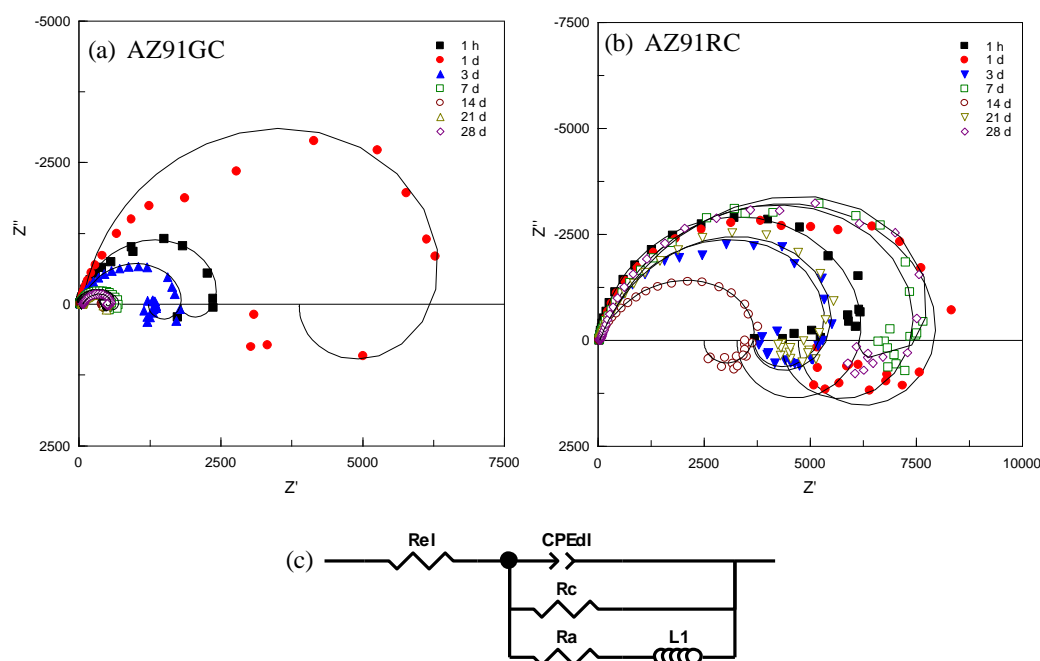 (a) AZ91GC
-5000
-2500
0
2500
Z''
0
2500
5000
7500
Z'
1 h
1 d
3 d
7 d
14 d
21 d
28 d
(b) AZ91RC
-7500
-5000
-2500
0
2500
Z''
0
2500
5000
7500
10000
Z'
1 h
1 d
3 d
7 d
14 d
21 d
28 d
(c)
Rel
CPEdl
Rc
Ra
L1